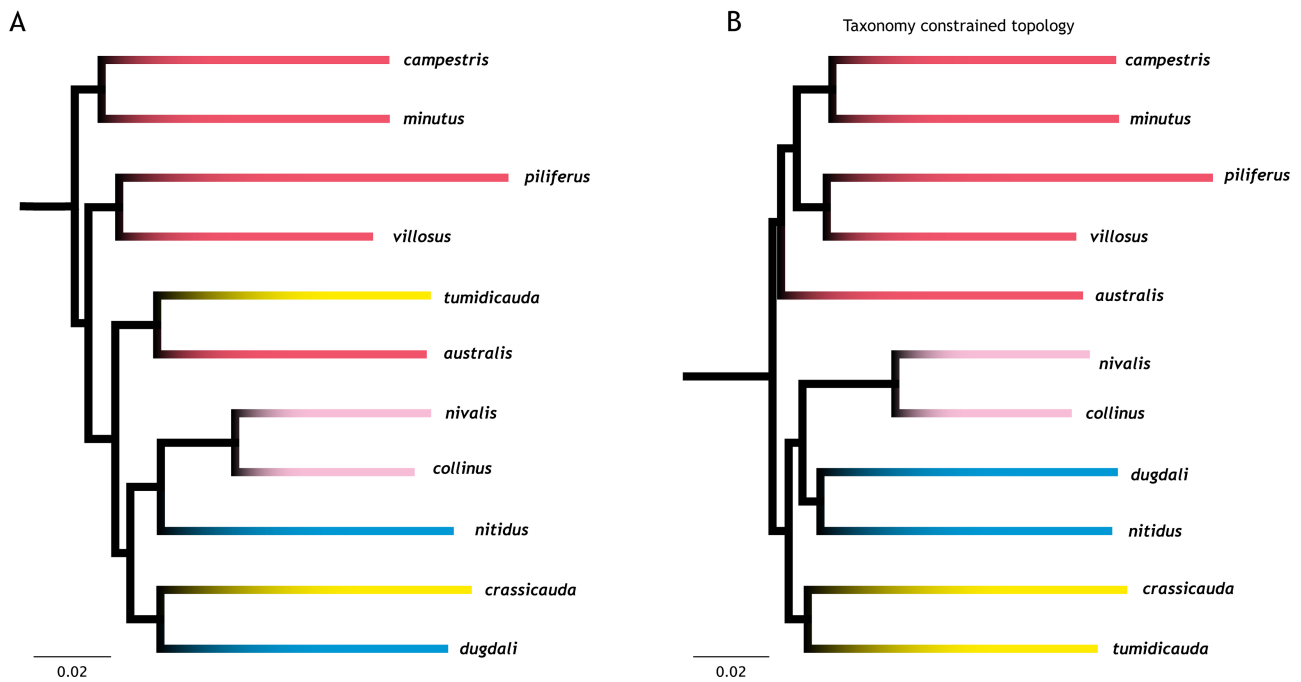 A
campestris
minutus
piliferus
villosus
tumidicauda
australis
nivalis
collinus
nitidus
crassicauda
dugdali
0.02
B
Taxonomy constrained topology
campestris
minutus
piliferus
villosus
australis
nivalis
collinus
dugdali
nitidus
crassicauda
tumidicauda
0.02